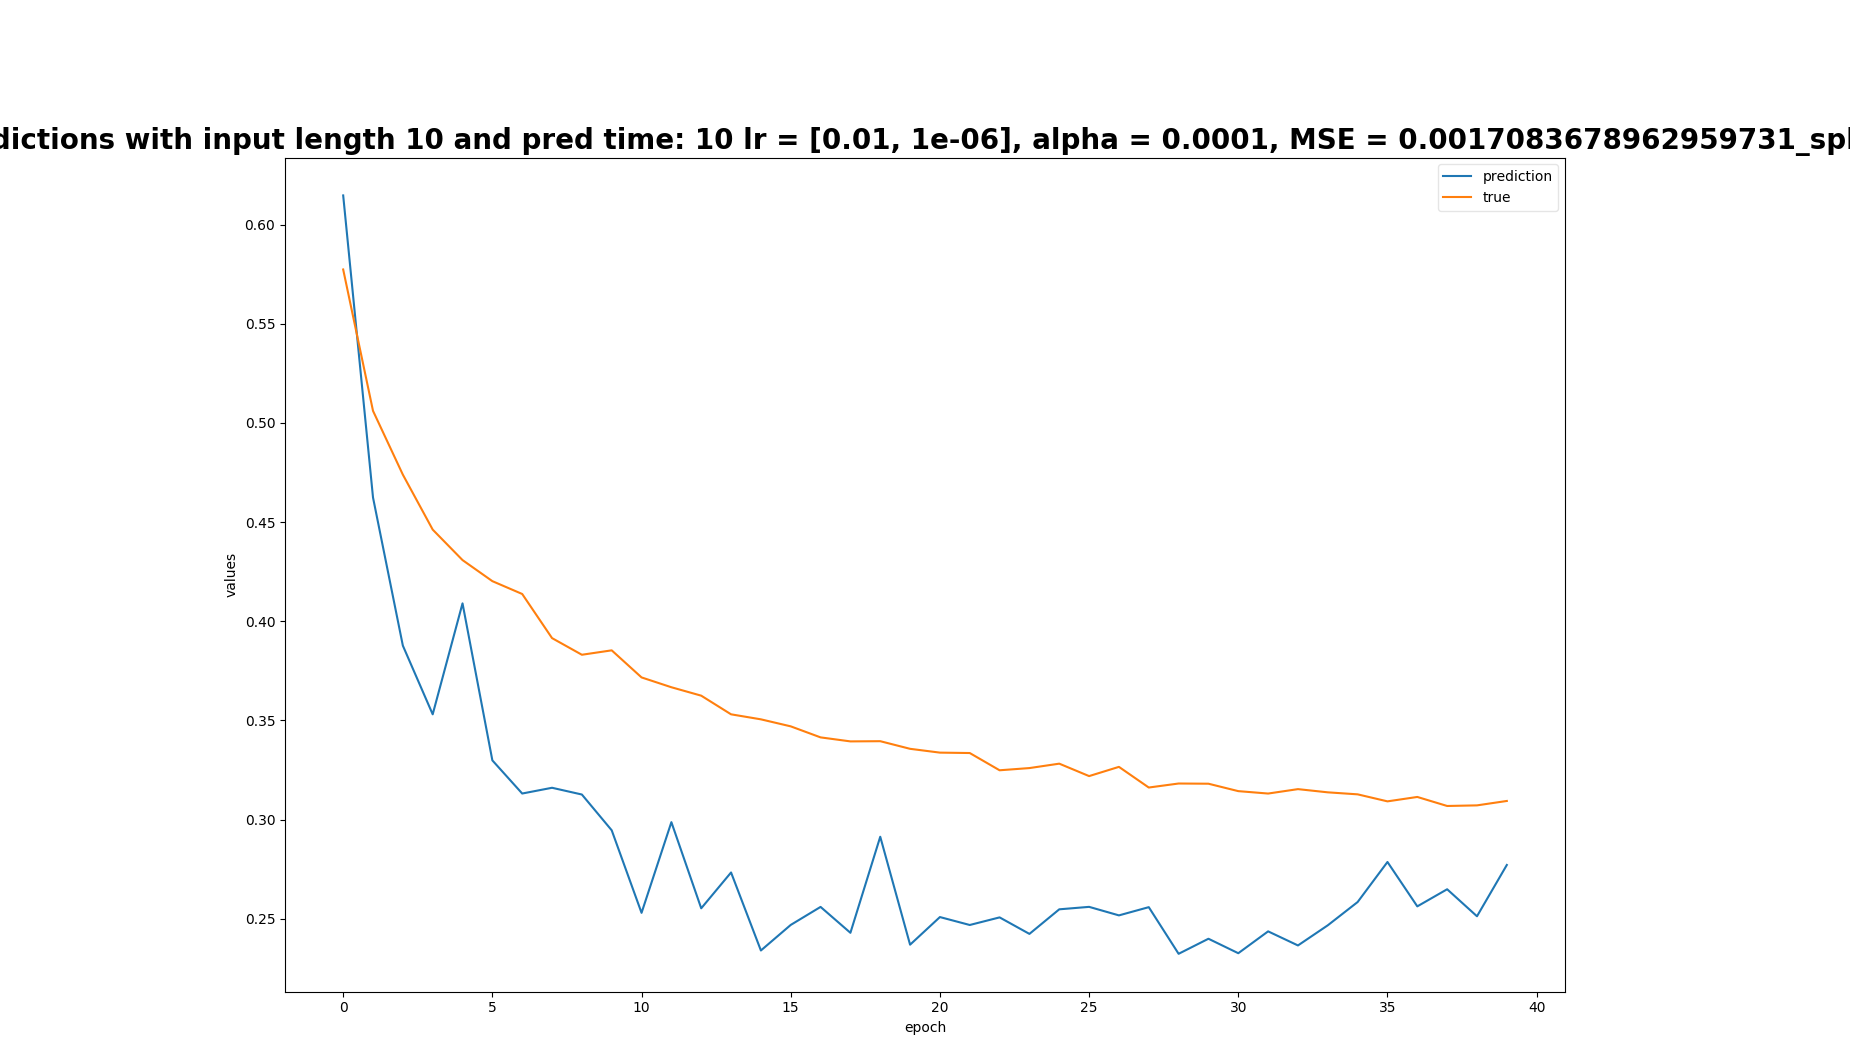 dictions with input length 10 and pred time: 10 lr = [0.01, 1e-06], alpha = 0.0001, MSE = 0.0017083678962959731_spl
prediction
true
0.60
0.55
0.50
0.45
0.40
0.35
0.30
0.25
values
0 5 10 15 20 25 30 35 40
epoch